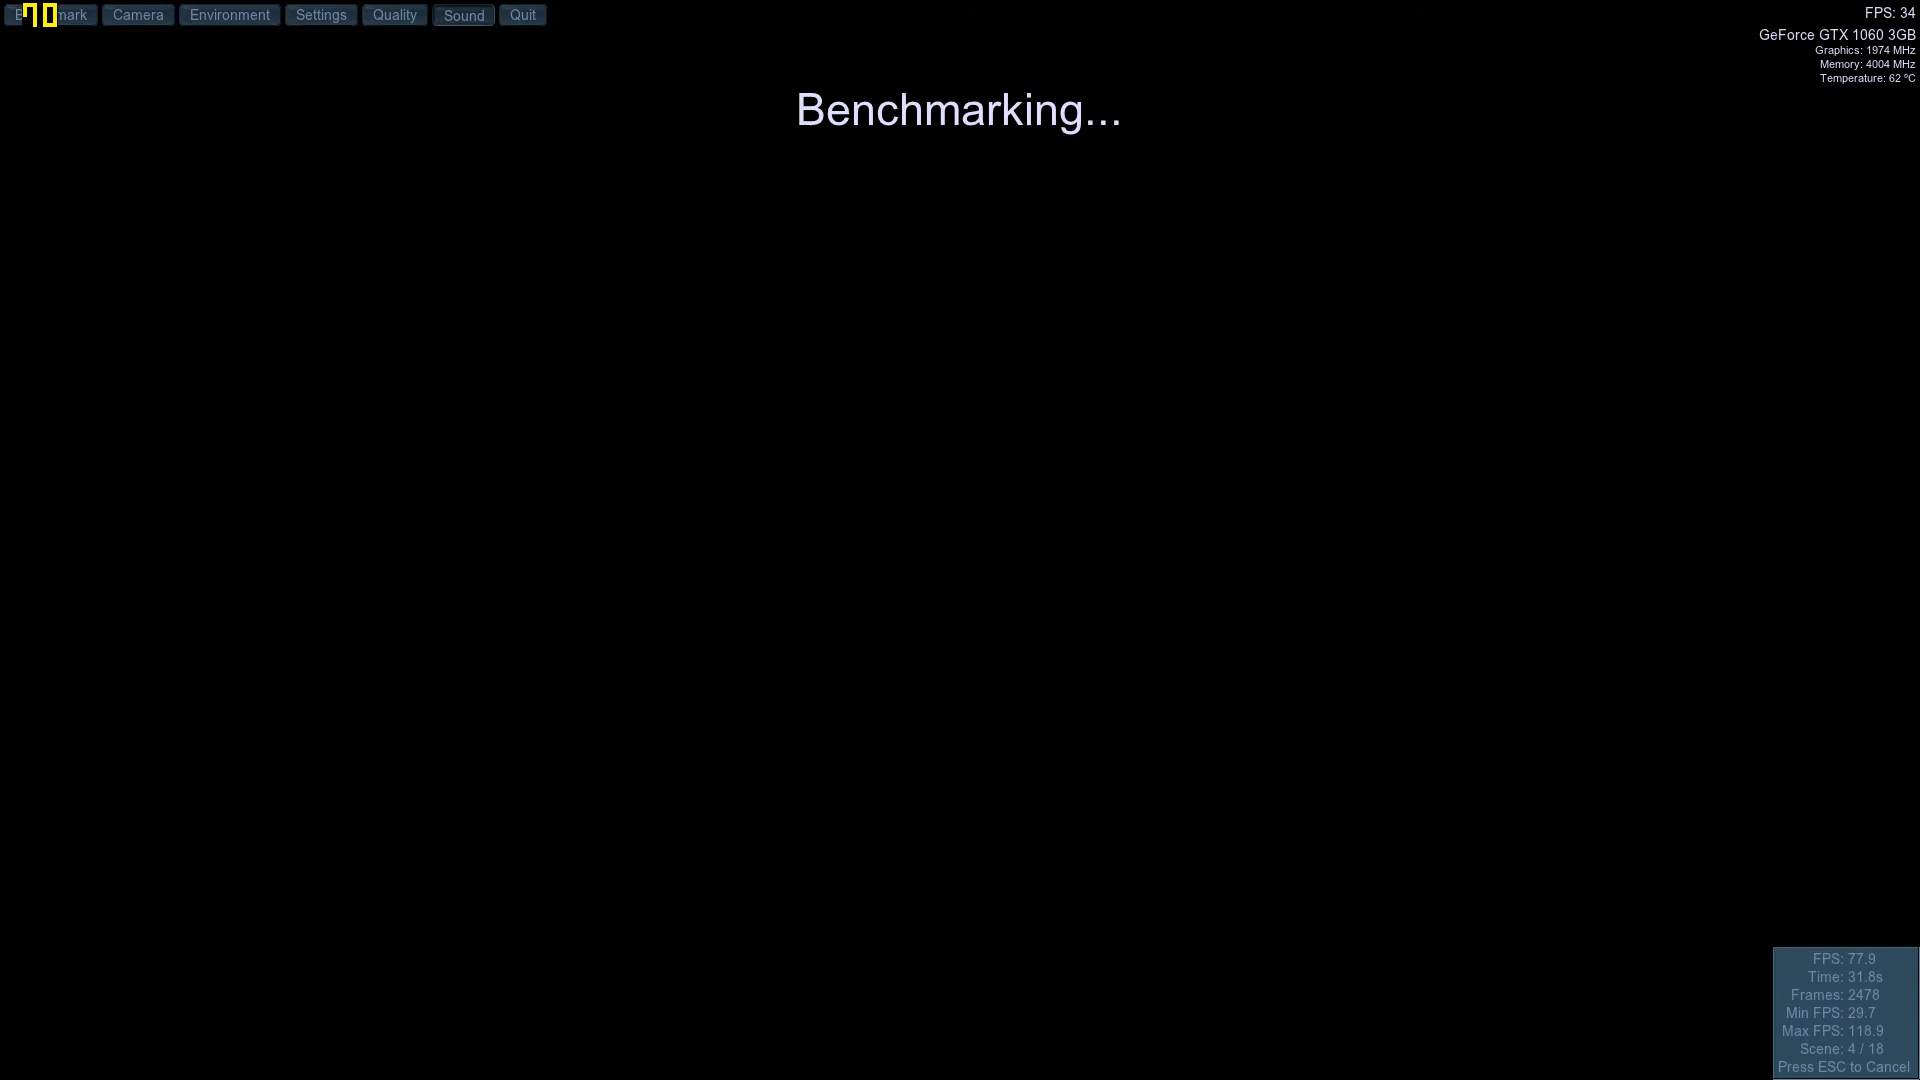 70
mark
Camera
Environment
Settings
Quality
Sound
Quit
FPS: 34
GeForce GTX 1060 3GB
Graphics: 1974 MHz
Memory: 4004 MHz
Temperature: 62 °C
Benchmarking...
FPS: 77.9
Time: 31.8s
Frames: 2478
Min FPS: 29.7
Max FPS: 118.9
Scene: 4 / 18
Press ESC to Cancel